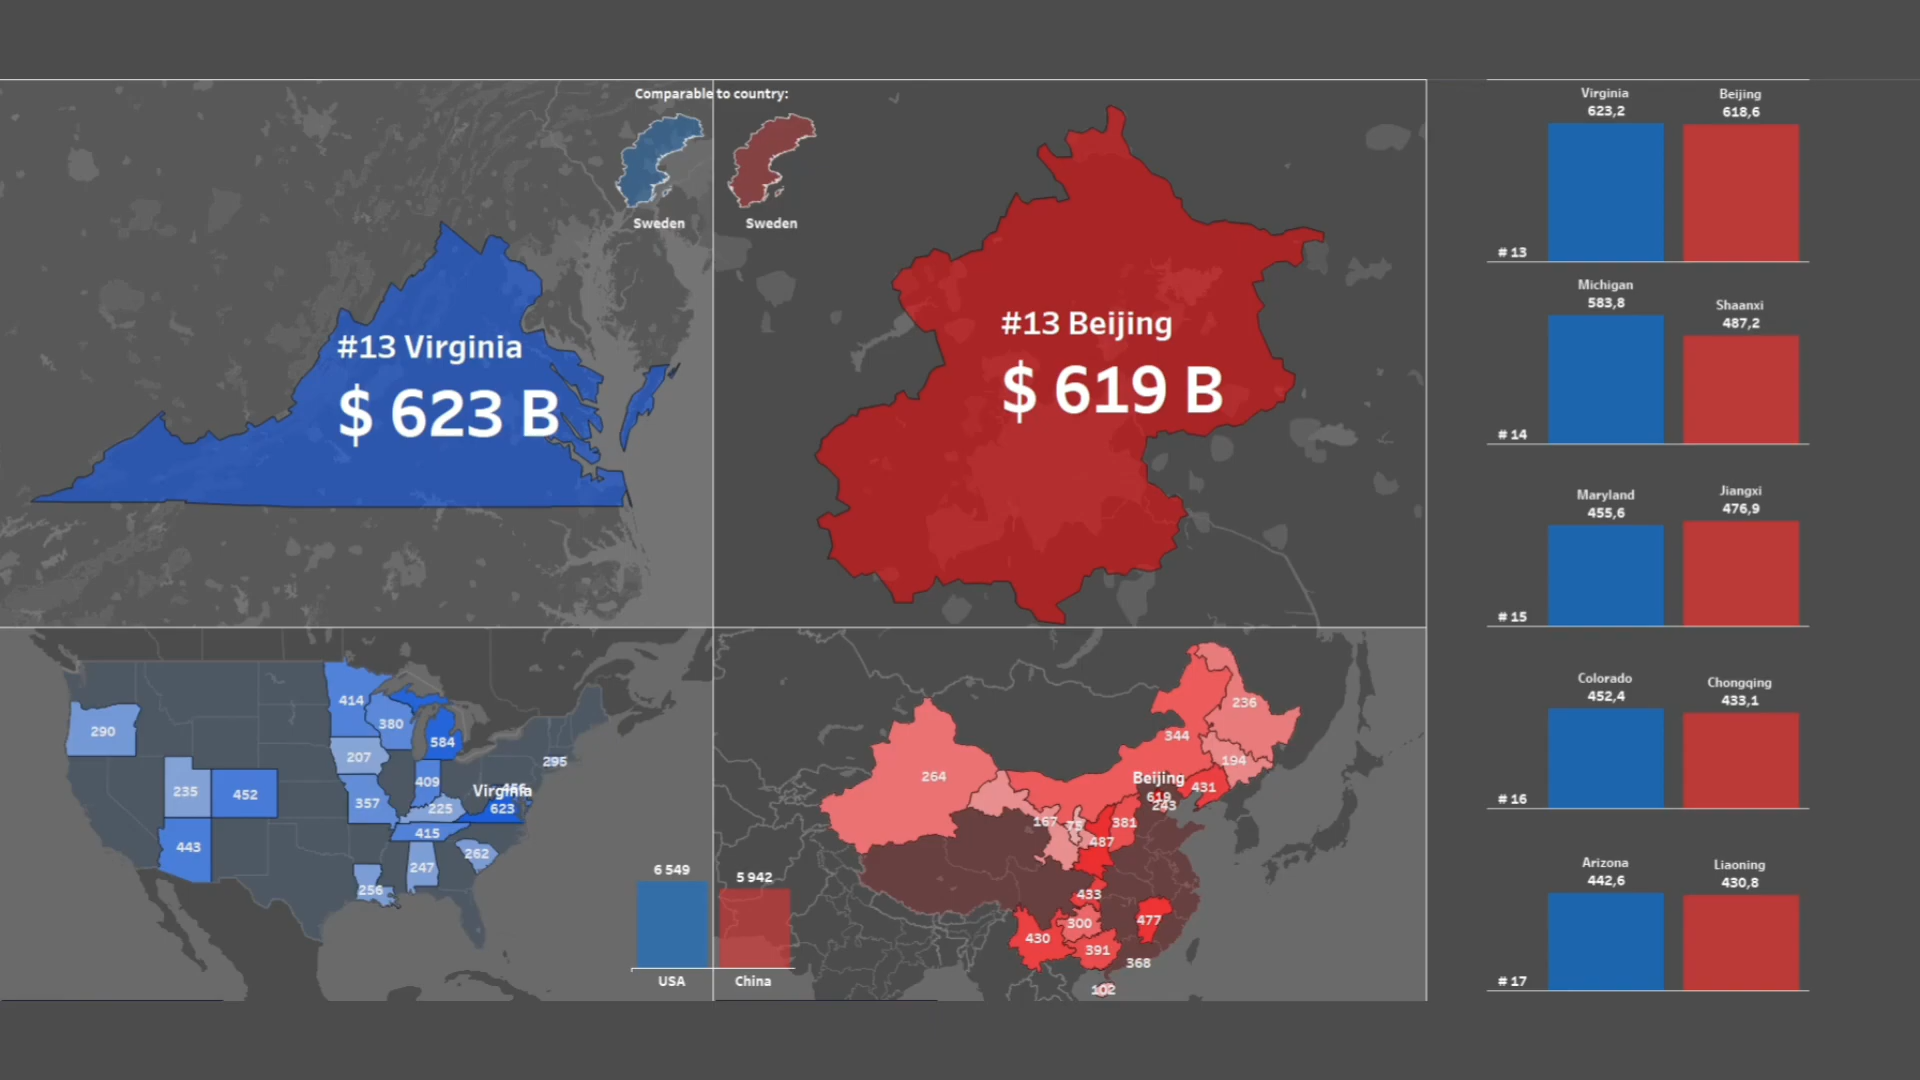 Comparable to country:
Sweden
Sweden
#13 Virginia
$ 623 B
#13 Beijing
$ 619 B
Virginia
623,2
Beijing
618,6
# 13
Michigan
583,8
Shaanxi
487,2
# 14
Maryland
455,6
Jiangxi
476,9
# 15
Colorado
452,4
Chongqing
433,1
# 16
Arizona
442,6
Liaoning
430,8
# 17
414
290
380
584
207
409
295
235
452
357
225
Virginia
623
415
443
262
247
256
6 549
5 942
USA
China
236
344
264
194
Beijing
619
243
431
167
75
381
487
433
477
300
430
391
368
102